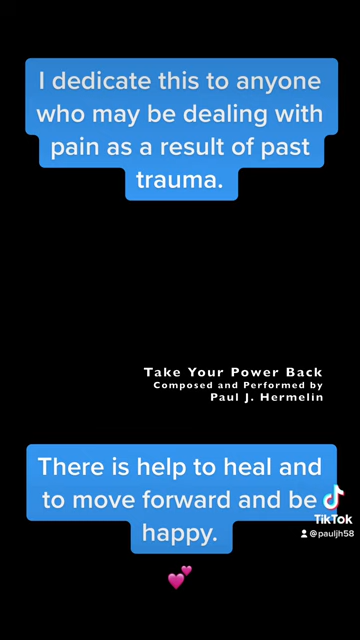 I dedicate this to anyone
who may be dealing with
pain as a result of past
trauma.
Take Your Power Back
Composed and Performed by
Paul J. Hermelin
There is help to heal and
to move forward and be
happy.
TikTok
@pauljh58